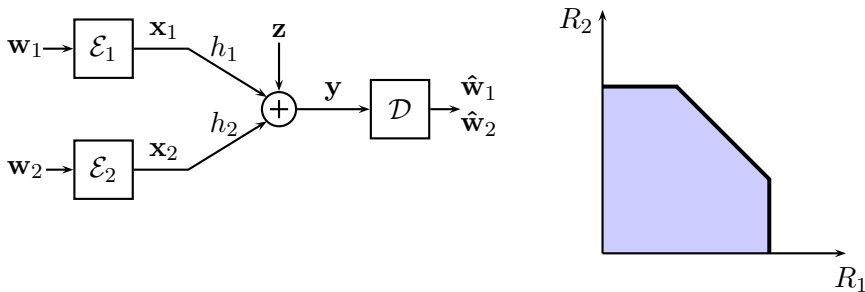 w₁ ℰ₁ x₁ h₁ z
w₂ ℰ₂ x₂ h₂
y 𝒟 ŵ₁
ŵ₂
R₂
R₁